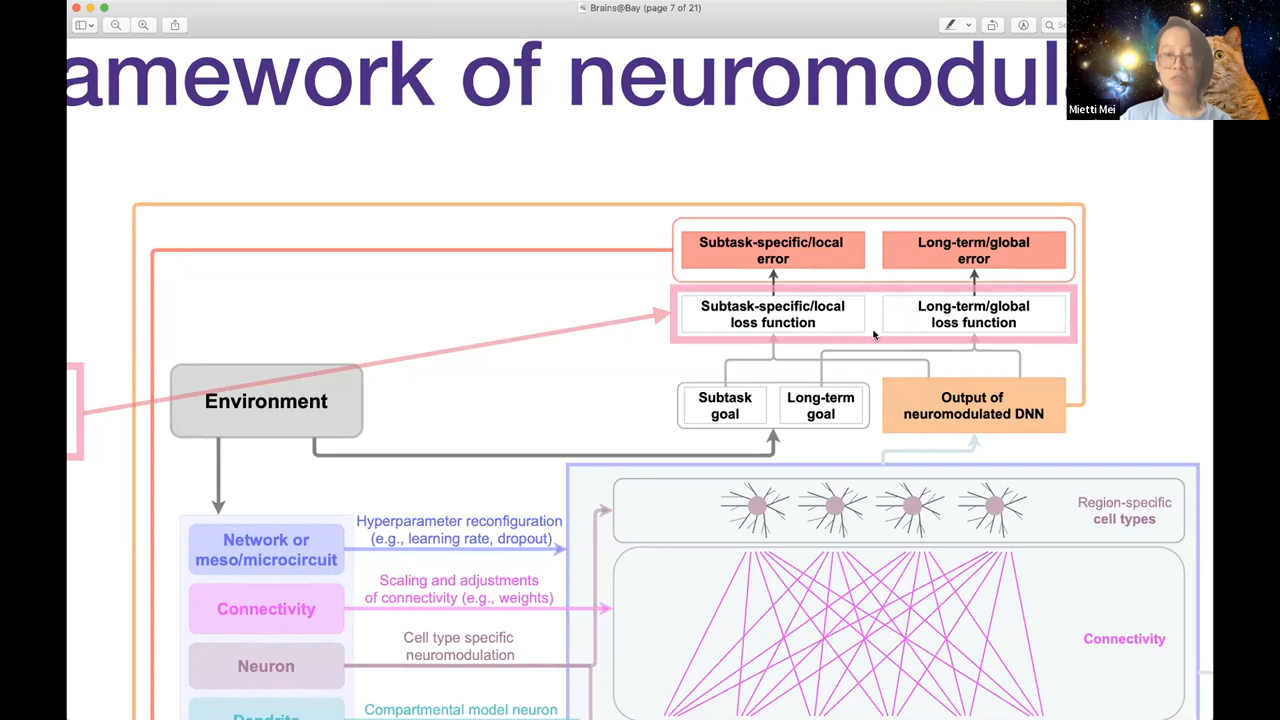 Brains@Bay (page 7 of 21)
amework of neuromodul
Mietti Mei
Subtask-specific/local
error
Long-term/global
error
Subtask-specific/local
loss function
Long-term/global
loss function
Environment
Subtask
goal
Long-term
goal
Output of
neuromodulated DNN
Region-specific
cell types
Network or
meso/microcircuit
Hyperparameter reconfiguration
(e.g., learning rate, dropout)
Connectivity
Scaling and adjustments
of connectivity (e.g., weights)
Connectivity
Neuron
Cell type specific
neuromodulation
Dendrite
Compartmental model neuron